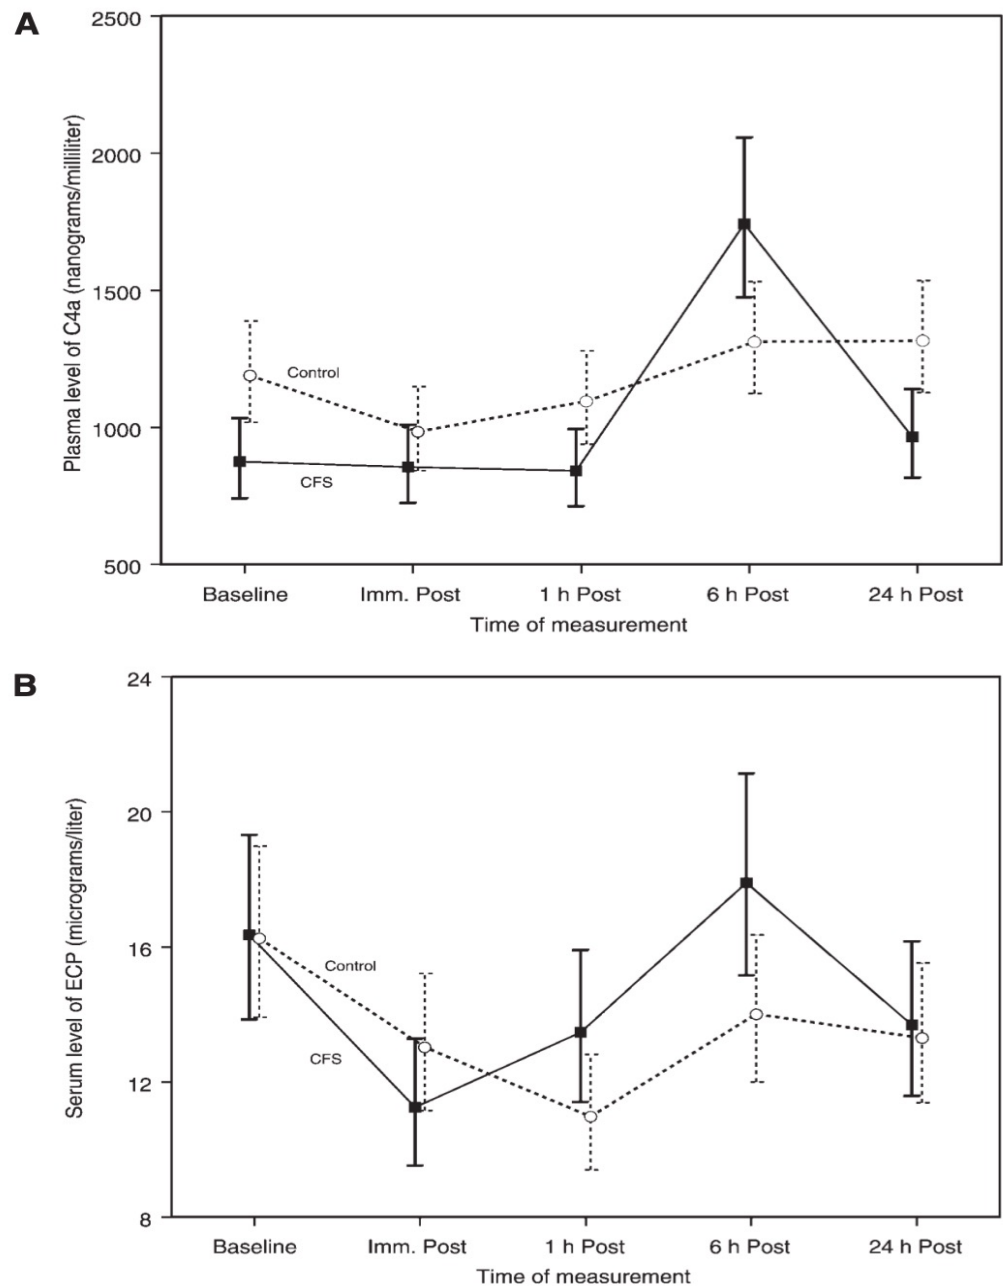 A
2500
2000
1500
1000
500
Plasma level of C4a (nanograms/milliliter)
Control
CFS
Baseline Imm. Post 1 h Post 6 h Post 24 h Post
Time of measurement
B
24
20
16
12
8
Serum level of ECP (micrograms/liter)
Control
CFS
Baseline Imm. Post 1 h Post 6 h Post 24 h Post
Time of measurement